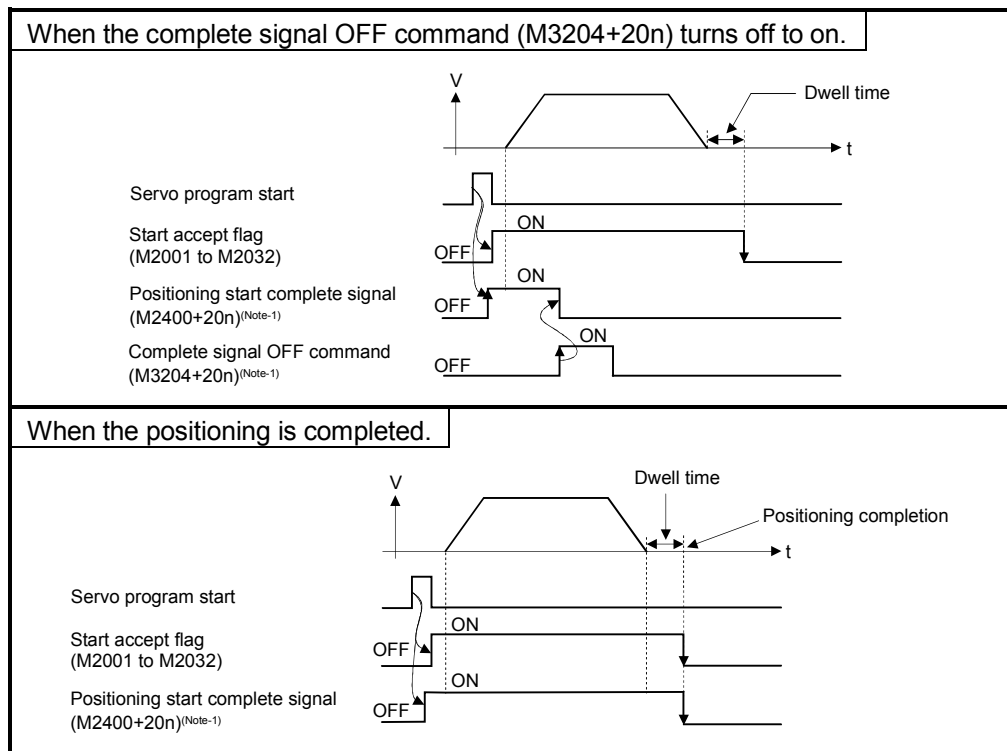 When the complete signal OFF command (M3204+20n) turns off to on.
V
Dwell time
t
Servo program start
Start accept flag
(M2001 to M2032)
OFF
ON
Positioning start complete signal
(M2400+20n)(Note-1)
OFF
ON
Complete signal OFF command
(M3204+20n)(Note-1)
OFF
ON
When the positioning is completed.
V
Dwell time
Positioning completion
t
Servo program start
Start accept flag
(M2001 to M2032)
OFF
ON
Positioning start complete signal
(M2400+20n)(Note-1)
OFF
ON